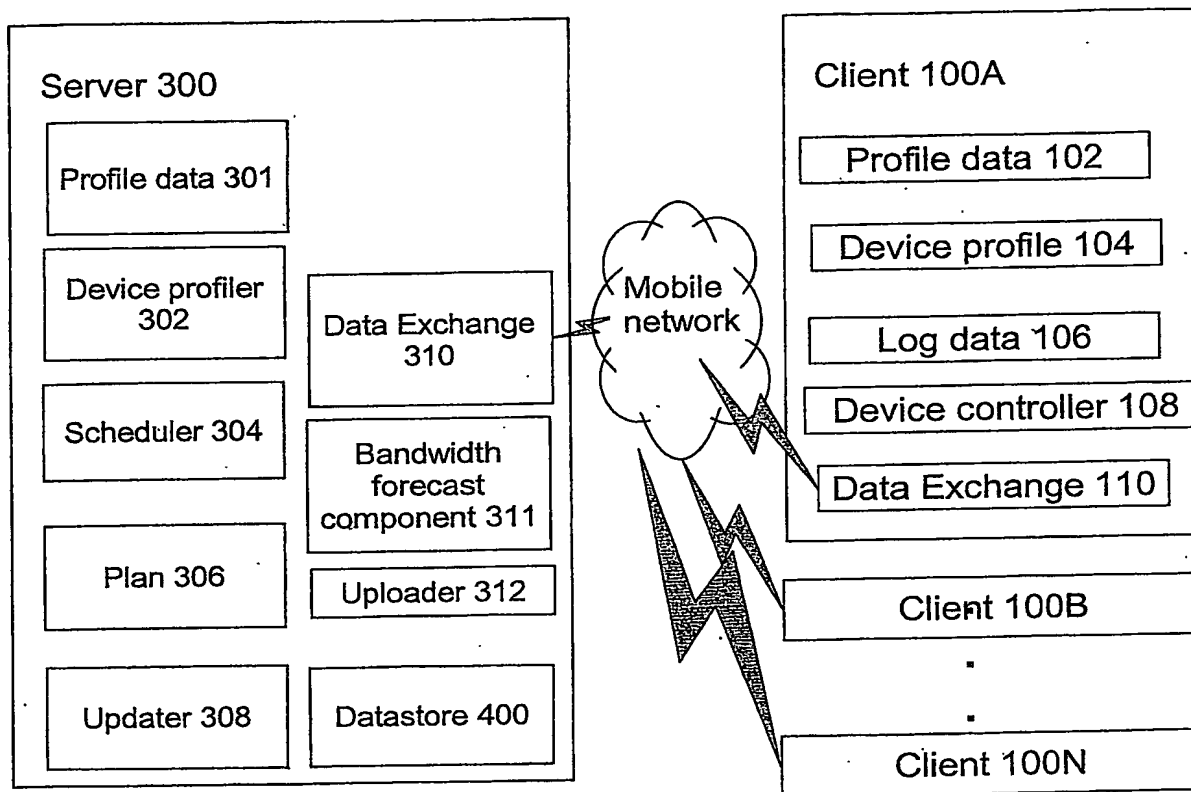 Server 300
Profile data 301
Device profiler
302
Scheduler 304
Plan 306
Updater 308
Data Exchange
310
Bandwidth
forecast
component 311
Uploader 312
Datastore 400
Mobile
network
Client 100A
Profile data 102
Device profile 104
Log data 106
Device controller 108
Data Exchange 110
Client 100B
Client 100N